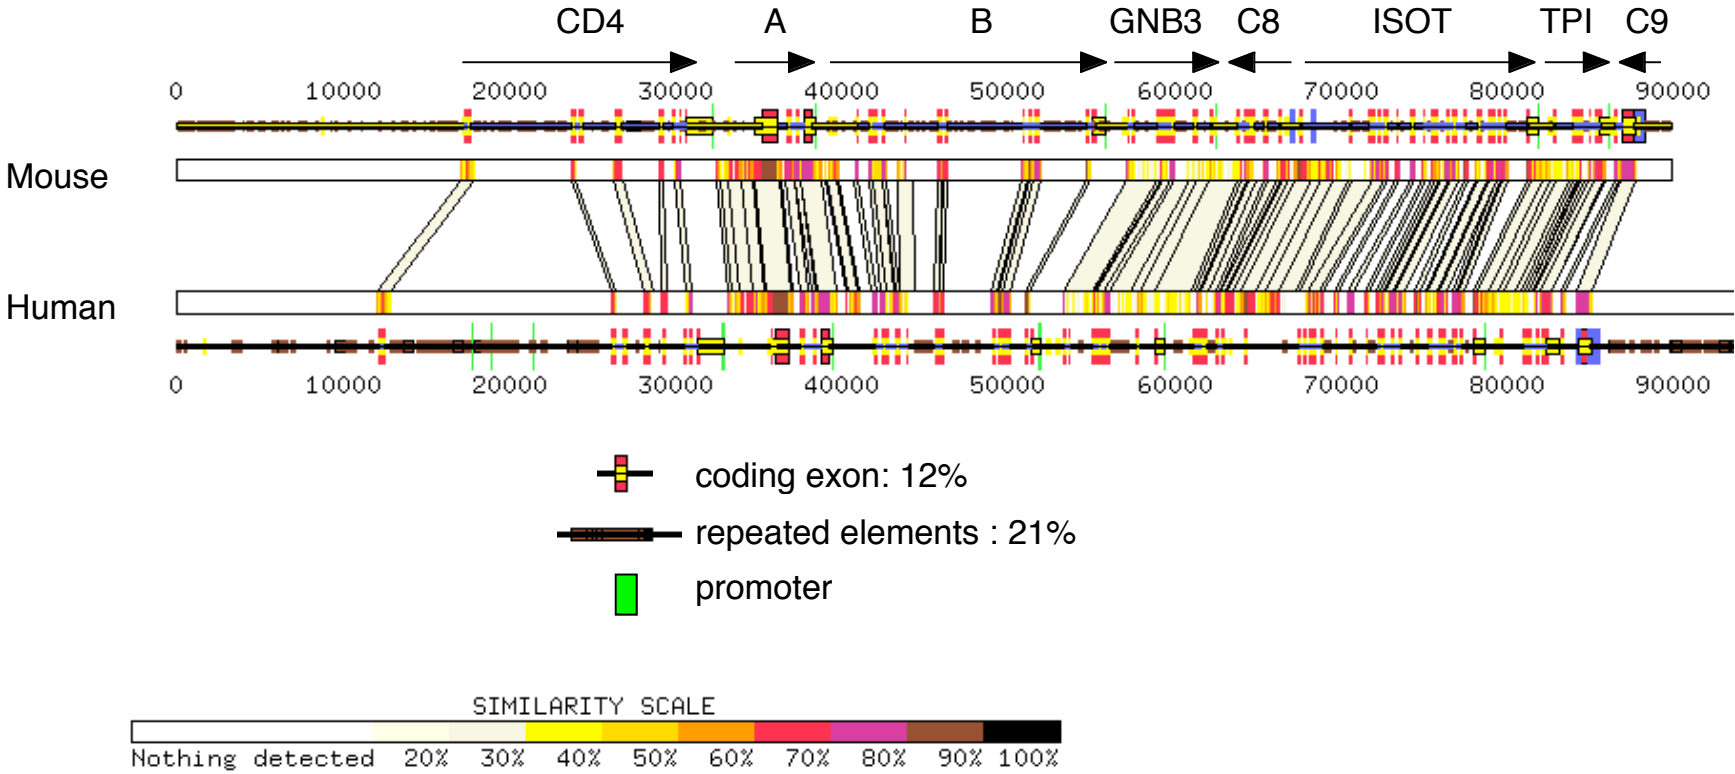 CD4 A B GNB3 C8 ISOT TPI C9
0 10000 20000 30000 40000 50000 60000 70000 80000 90000
Mouse
Human
0 10000 20000 30000 40000 50000 60000 70000 80000 90000
coding exon: 12%
repeated elements : 21%
promoter
SIMILARITY SCALE
Nothing detected 20% 30% 40% 50% 60% 70% 80% 90% 100%